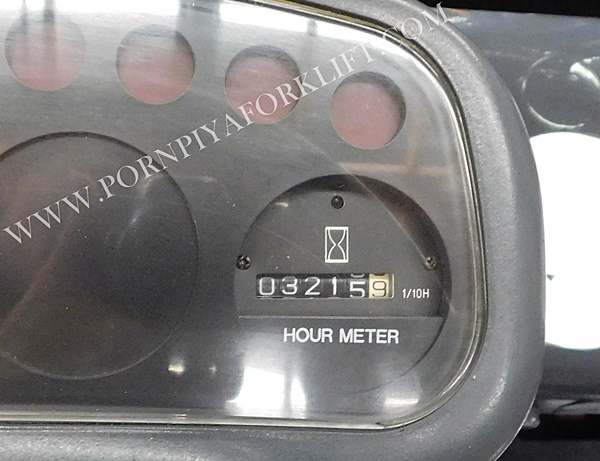 WWW.PORNPIYAFORKLIFT.COM
032159
1/10H
HOUR METER